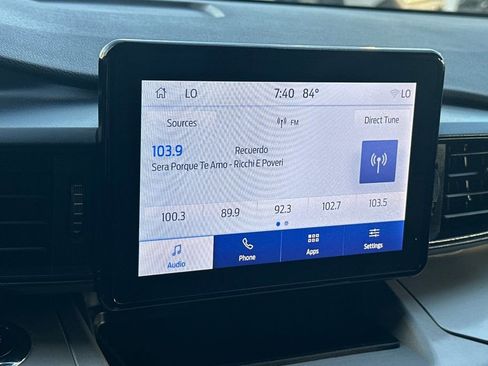 LO 7:40 84° LO
Sources FM Direct Tune
103.9 Recuerdo
Sera Porque Te Amo - Ricchi E Poveri
100.3 89.9 92.3 102.7 103.5
Audio Phone Apps Settings